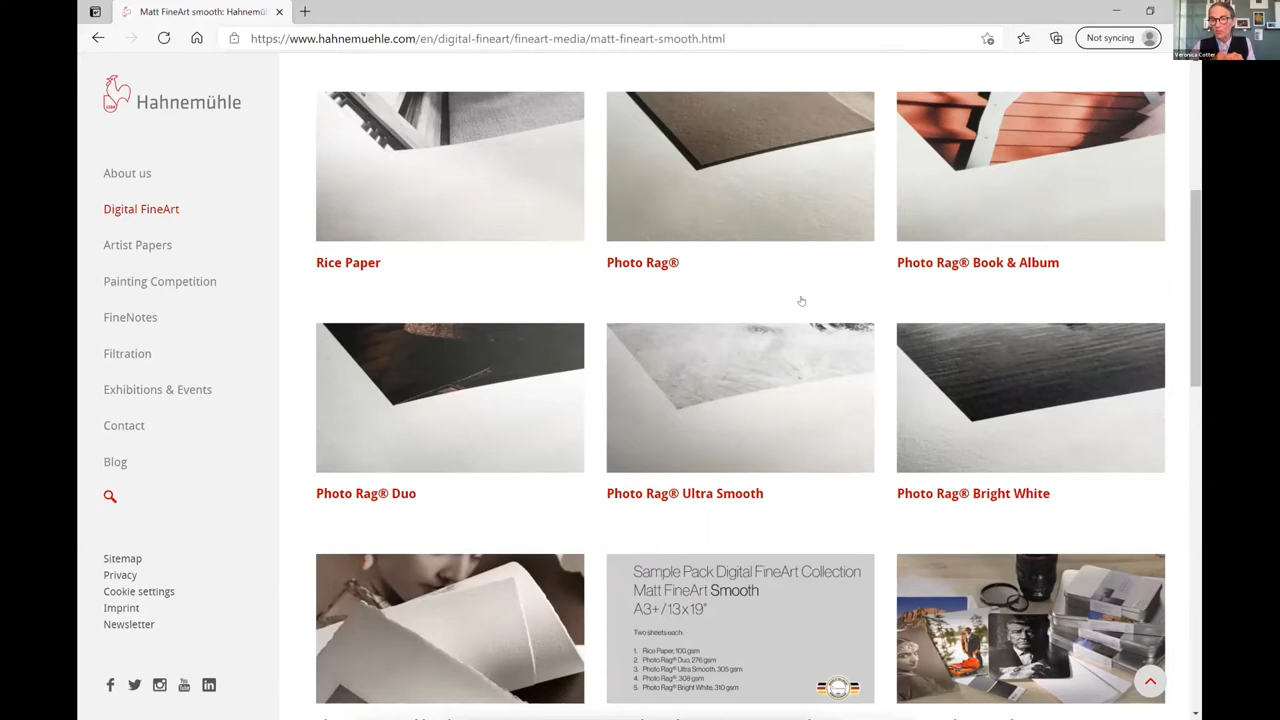 Matt FineArt smooth: Hahnemü
https://www.hahnemuehle.com/en/digital-fineart/fineart-media/matt-fineart-smooth.html
Not syncing
Veronica Cotter
Hahnemühle
About us
Digital FineArt
Artist Papers
Painting Competition
FineNotes
Filtration
Exhibitions & Events
Contact
Blog
Sitemap
Privacy
Cookie settings
Imprint
Newsletter
Rice Paper
Photo Rag®
Photo Rag® Book & Album
Photo Rag® Duo
Photo Rag® Ultra Smooth
Photo Rag® Bright White
Sample Pack Digital FineArt Collection
Matt FineArt Smooth
A3+/13x19"
Two sheets each:
1. Rice Paper, 100 gsm
2. Photo Rag® Duo, 276 gsm
3. Photo Rag® Ultra Smooth, 305 gsm
4. Photo Rag®, 308 gsm
5. Photo Rag® Bright White, 310 gsm